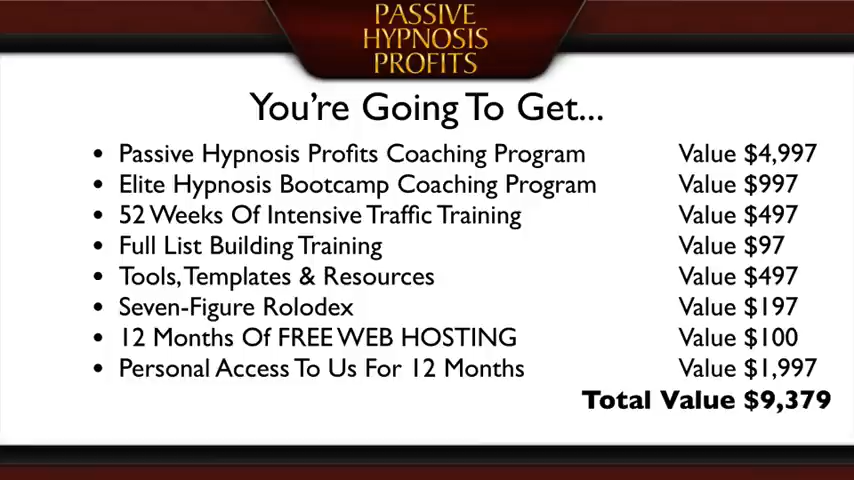 PASSIVE
HYPNOSIS
PROFITS
You're Going To Get...
• Passive Hypnosis Profits Coaching Program Value $4,997
• Elite Hypnosis Bootcamp Coaching Program Value $997
• 52 Weeks Of Intensive Traffic Training Value $497
• Full List Building Training Value $97
• Tools, Templates & Resources Value $497
• Seven-Figure Rolodex Value $197
• 12 Months Of FREE WEB HOSTING Value $100
• Personal Access To Us For 12 Months Value $1,997
Total Value $9,379